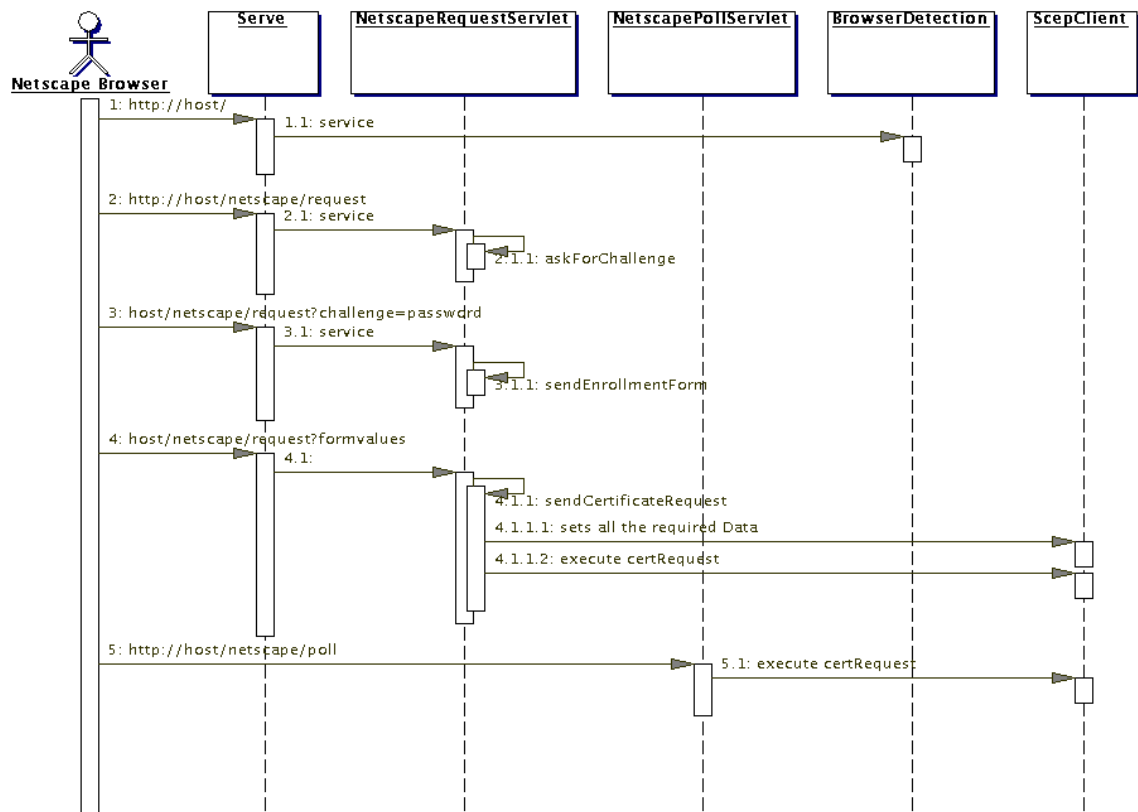 Serve
NetscapeRequestServlet
NetscapePollServlet
BrowserDetection
ScepClient
Netscape Browser
1: http://host/
1.1: service
2: http://host/netscape/request
2.1: service
2.1.1: askForChallenge
3: host/netscape/request?challenge=password
3.1: service
3.1.1: sendEnrollmentForm
4: host/netscape/request?formvalues
4.1:
4.1.1: sendCertificateRequest
4.1.1.1: sets all the required Data
4.1.1.2: execute certRequest
5: http://host/netscape/poll
5.1: execute certRequest